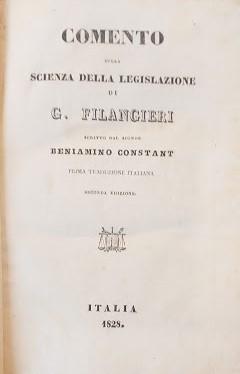 COMENTO
SULLA
SCIENZA DELLA LEGISLAZIONE
DI
G. FILANGIERI
SCRITTO DAL SIGNOR
BENIAMINO CONSTANT
PRIMA TRADUZIONE ITALIANA
SECONDA EDIZIONE.
ITALIA
1828.